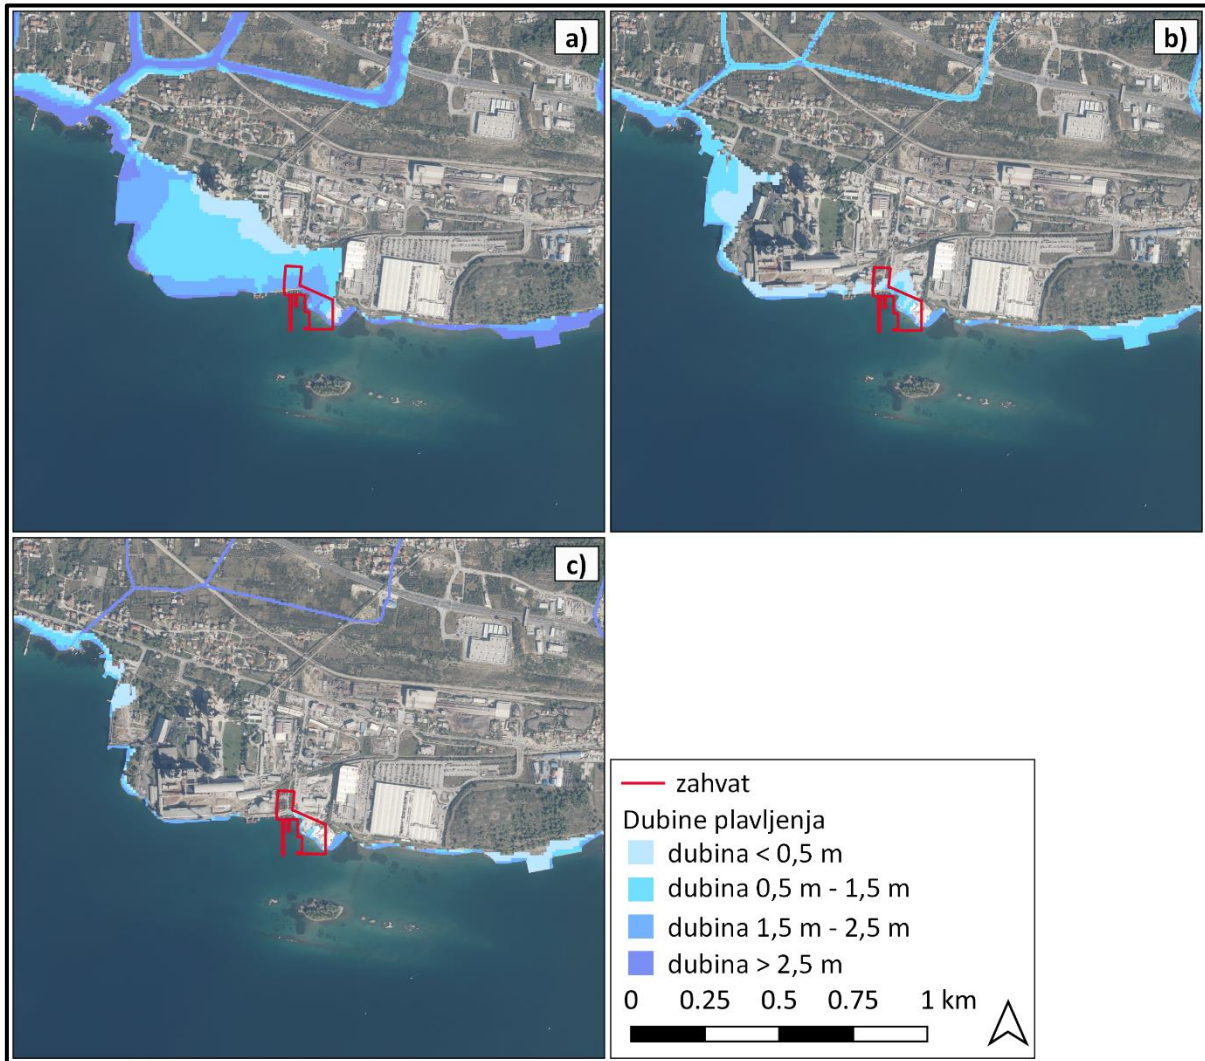 a)
b)
c)
zahvat
Dubine plavljenja
dubina < 0,5 m
dubina 0,5 m - 1,5 m
dubina 1,5 m - 2,5 m
dubina > 2,5 m
0 0.25 0.5 0.75 1 km